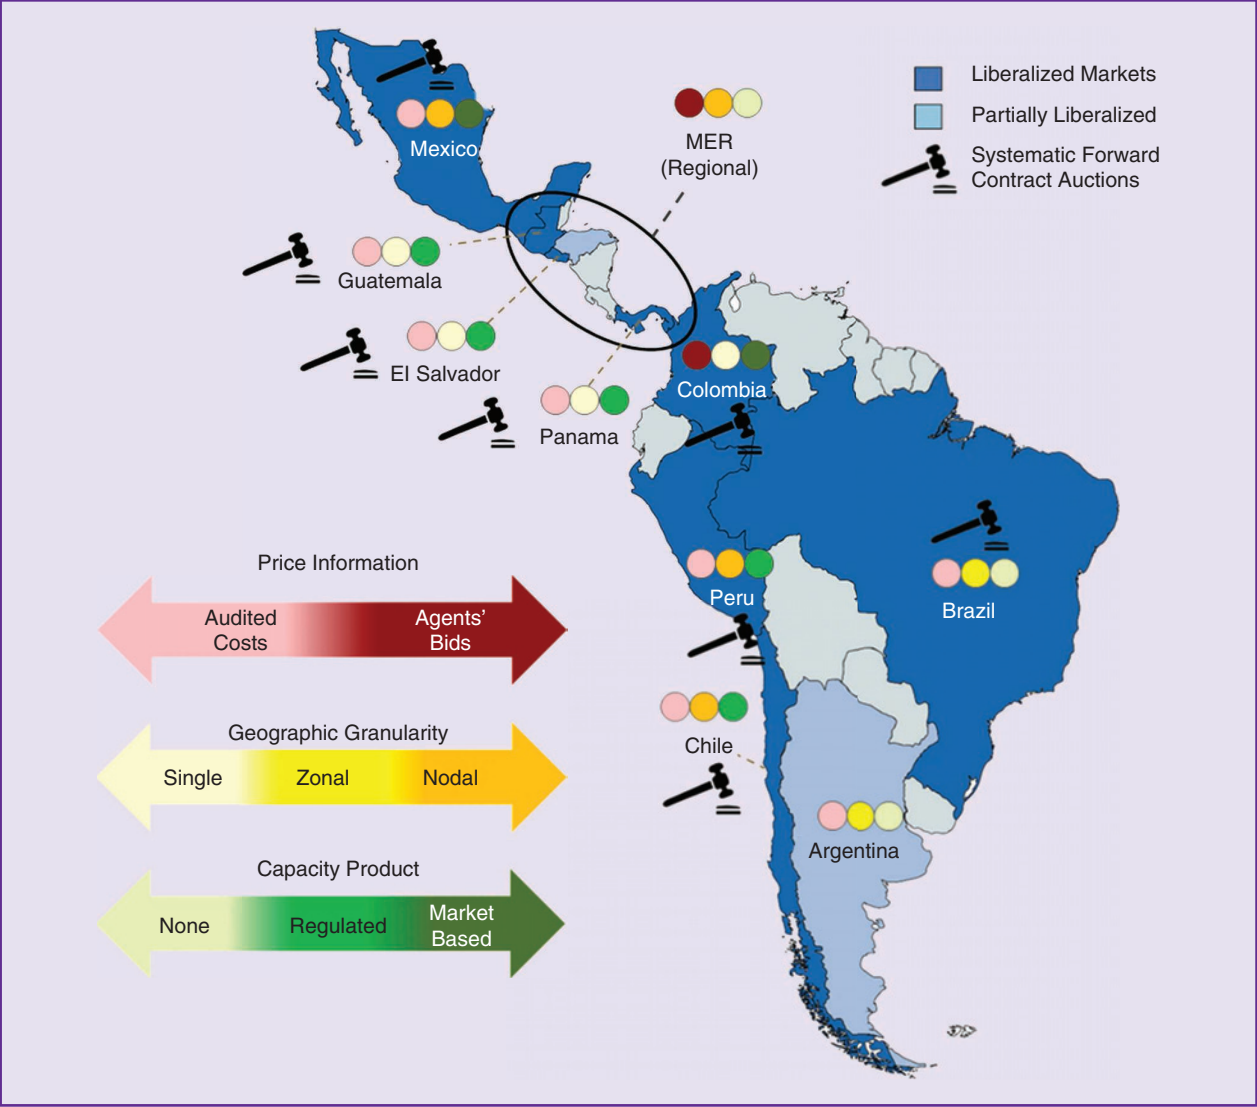 Liberalized Markets
Partially Liberalized
Systematic Forward
Contract Auctions
Mexico
MER
(Regional)
Guatemala
El Salvador
Panama
Colombia
Peru
Brazil
Chile
Argentina
Price Information
Audited
Costs
Agents'
Bids
Geographic Granularity
Single
Zonal
Nodal
Capacity Product
None
Regulated
Market
Based